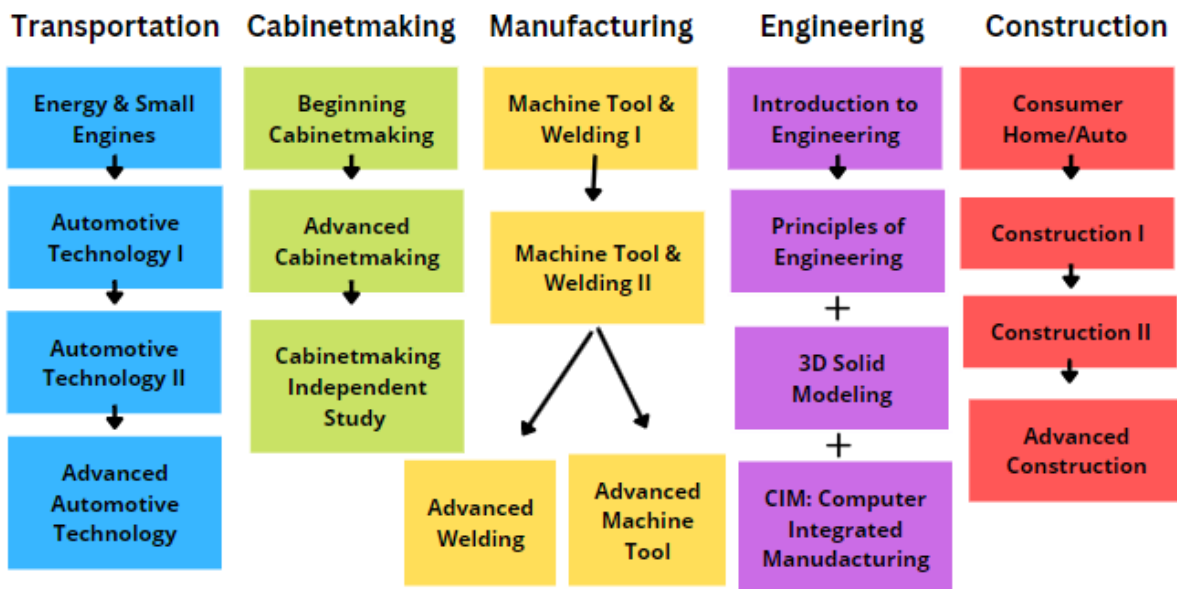 Transportation
Cabinetmaking
Manufacturing
Engineering
Construction
Energy & Small
Engines
Automotive
Technology I
Automotive
Technology II
Advanced
Automotive
Technology
Beginning
Cabinetmaking
Advanced
Cabinetmaking
Cabinetmaking
Independent
Study
Machine Tool &
Welding I
Machine Tool &
Welding II
Advanced
Welding
Advanced
Machine
Tool
Introduction to
Engineering
Principles of
Engineering
+
3D Solid
Modeling
+
CIM: Computer
Integrated
Manudacturing
Consumer
Home/Auto
Construction I
Construction II
Advanced
Construction